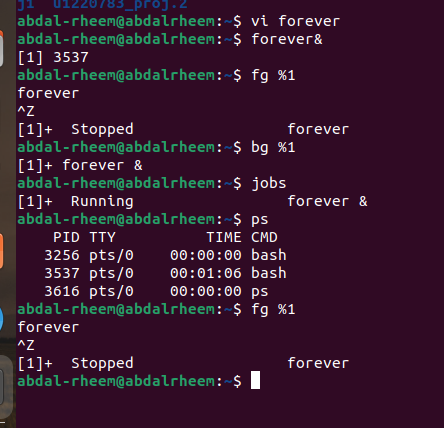 ji u1220783_proj.2
abdal-rheem@abdalrheem:~$ vi forever
abdal-rheem@abdalrheem:~$ forever&
[1] 3537
abdal-rheem@abdalrheem:~$ fg %1
forever
^Z
[1]+  Stopped                 forever
abdal-rheem@abdalrheem:~$ bg %1
[1]+ forever &
abdal-rheem@abdalrheem:~$ jobs
[1]+  Running                 forever &
abdal-rheem@abdalrheem:~$ ps
    PID TTY          TIME CMD
   3256 pts/0    00:00:00 bash
   3537 pts/0    00:01:06 bash
   3616 pts/0    00:00:00 ps
abdal-rheem@abdalrheem:~$ fg %1
forever
^Z
[1]+  Stopped                 forever
abdal-rheem@abdalrheem:~$